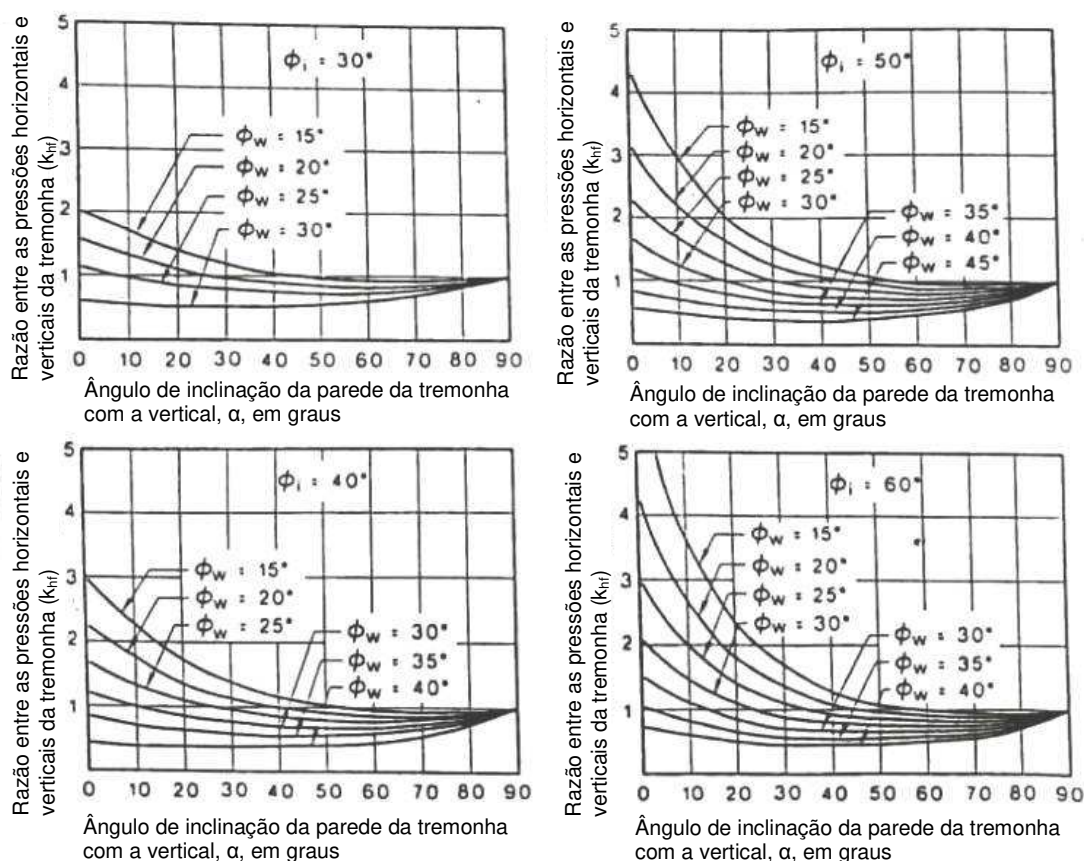 Razão entre as pressões horizontais e
verticais da tremonha (k_hf)
5
4
3
2
1
ϕi = 30°
ϕw = 15°
ϕw = 20°
ϕw = 25°
ϕw = 30°
0 10 20 30 40 50 60 70 80 90
Ângulo de inclinação da parede da tremonha
com a vertical, α, em graus
Razão entre as pressões horizontais e
verticais da tremonha (k_hf)
5
4
3
2
1
ϕi = 50°
ϕw = 15°
ϕw = 20°
ϕw = 25°
ϕw = 30°
ϕw = 35°
ϕw = 40°
ϕw = 45°
0 10 20 30 40 50 60 70 80 90
Ângulo de inclinação da parede da tremonha
com a vertical, α, em graus
Razão entre as pressões horizontais e
verticais da tremonha (k_hf)
5
4
3
2
1
ϕi = 40°
ϕw = 15°
ϕw = 20°
ϕw = 25°
ϕw = 30°
ϕw = 35°
ϕw = 40°
0 10 20 30 40 50 60 70 80 90
Ângulo de inclinação da parede da tremonha
com a vertical, α, em graus
Razão entre as pressões horizontais e
verticais da tremonha (k_hf)
5
4
3
2
1
ϕi = 60°
ϕw = 15°
ϕw = 20°
ϕw = 25°
ϕw = 30°
ϕw = 30°
ϕw = 35°
ϕw = 40°
0 10 20 30 40 50 60 70 80 90
Ângulo de inclinação da parede da tremonha
com a vertical, α, em graus